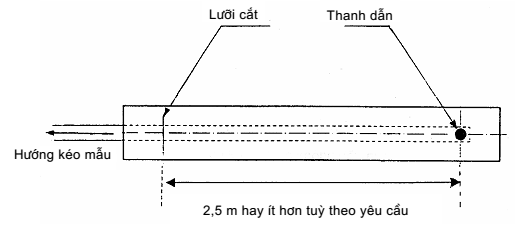 Lưỡi cắt
Thanh dẫn
Hướng kéo mẫu
2,5 m hay ít hơn tuỳ theo yêu cầu